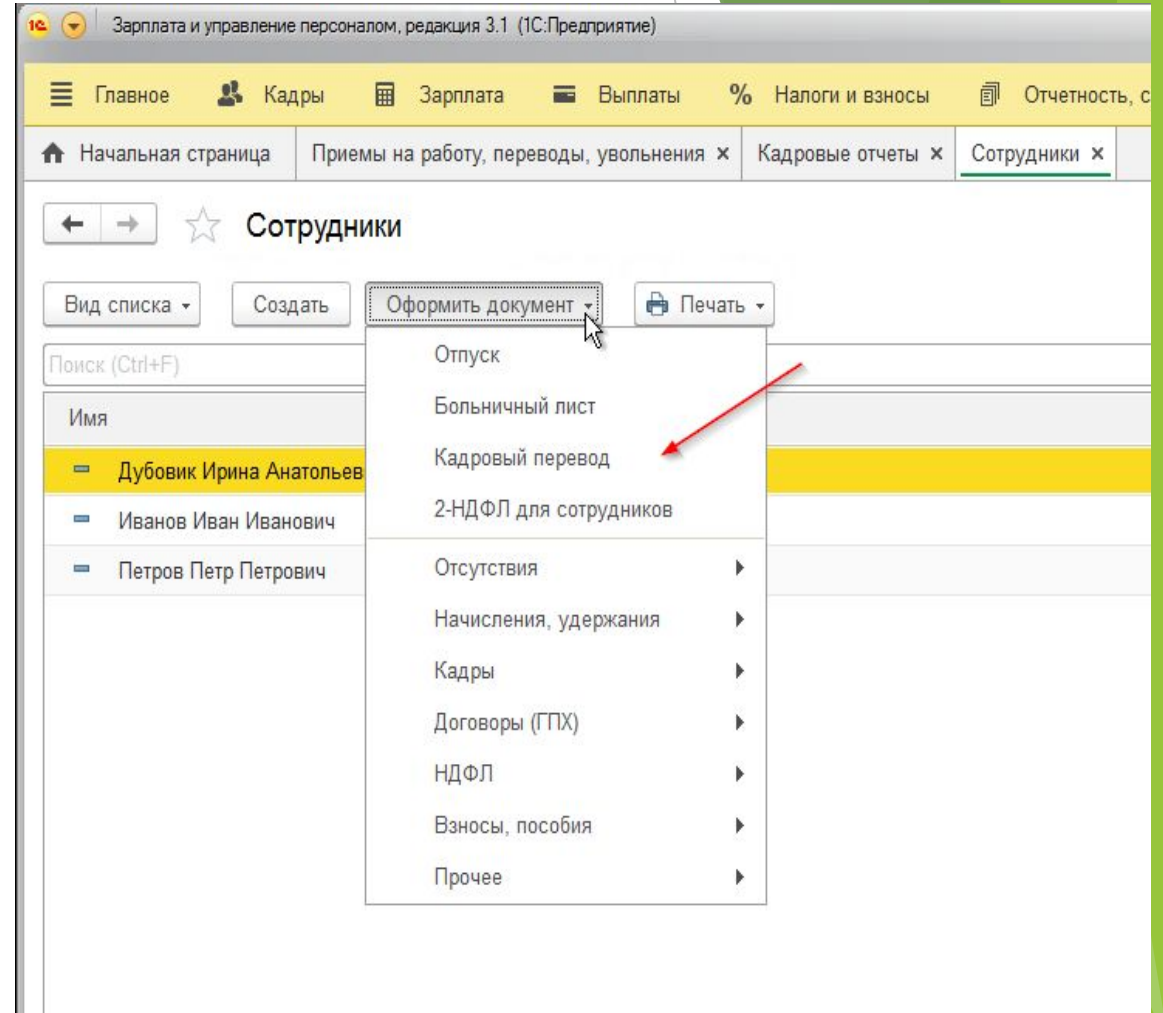 1С Зарплата и управление персоналом, редакция 3.1 (1С:Предприятие)
Главное Кадры Зарплата Выплаты % Налоги и взносы Отчетность, с
Начальная страница Приемы на работу, переводы, увольнения × Кадровые отчеты × Сотрудники ×
Сотрудники
Вид списка Создать Оформить документ Печать
Поиск (Ctrl+F)
Имя
Дубовик Ирина Анатольев
Иванов Иван Иванович
Петров Петр Петрович
Отпуск
Больничный лист
Кадровый перевод
2-НДФЛ для сотрудников
Отсутствия
Начисления, удержания
Кадры
Договоры (ГПХ)
НДФЛ
Взносы, пособия
Прочее